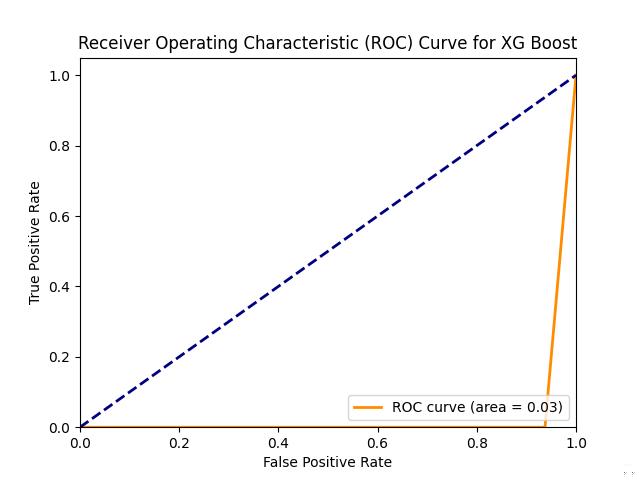 Receiver Operating Characteristic (ROC) Curve for XG Boost
1.0
0.8
0.6
0.4
0.2
0.0
True Positive Rate
ROC curve (area = 0.03)
0.0 0.2 0.4 0.6 0.8 1.0
False Positive Rate